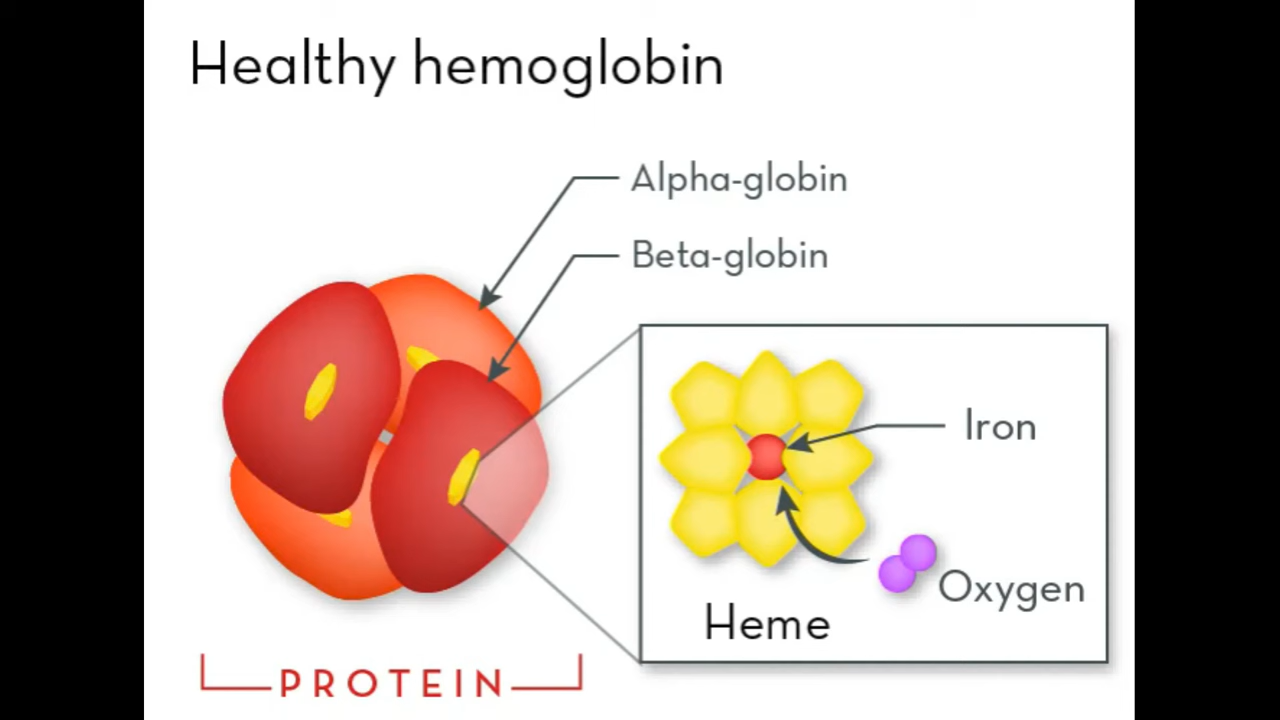 Healthy hemoglobin
Alpha-globin
Beta-globin
Iron
Oxygen
Heme
PROTEIN